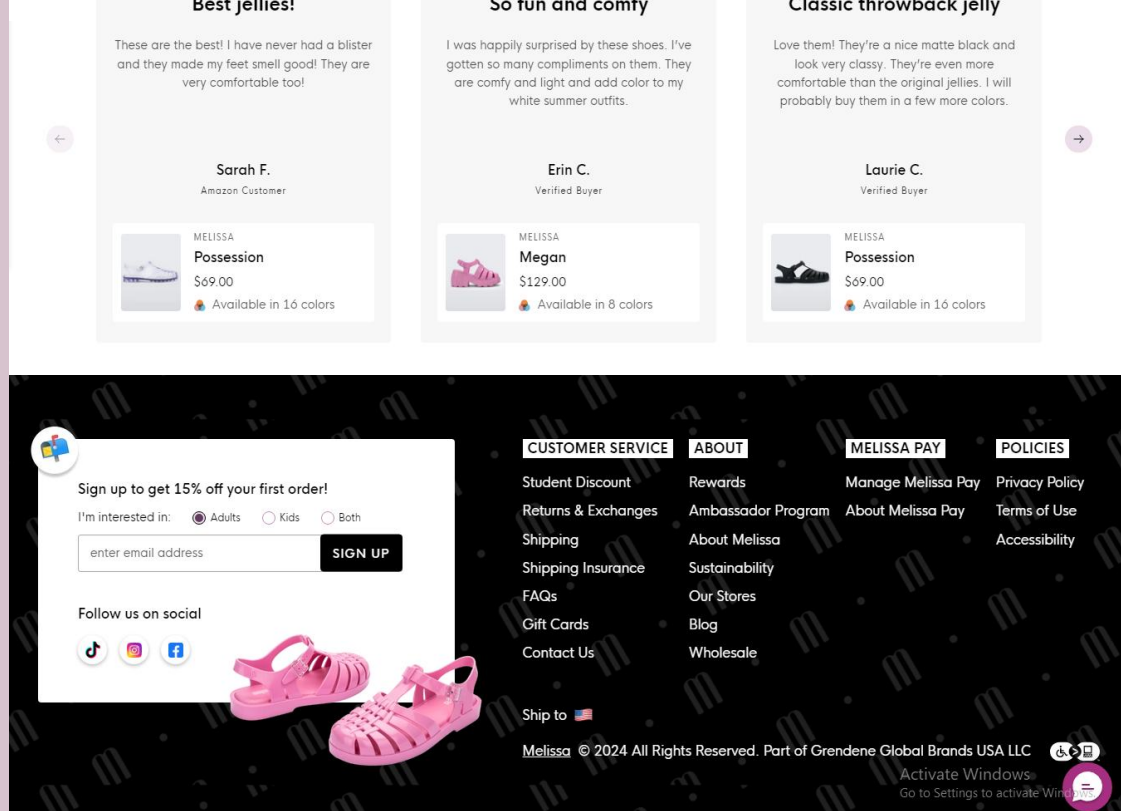 Best jellies!
These are the best! I have never had a blister
and they made my feet smell good! They are
very comfortable too!
Sarah F.
Amazon Customer
MELISSA
Possession
$69.00
Available in 16 colors
So fun and comfy
I was happily surprised by these shoes. I've
gotten so many compliments on them. They
are comfy and light and add color to my
white summer outfits.
Erin C.
Verified Buyer
MELISSA
Megan
$129.00
Available in 8 colors
Classic throwback jelly
Love them! They're a nice matte black and
look very classy. They're even more
comfortable than the original jellies. I will
probably buy them in a few more colors.
Laurie C.
Verified Buyer
MELISSA
Possession
$69.00
Available in 16 colors
Sign up to get 15% off your first order!
I'm interested in: Adults Kids Both
enter email address SIGN UP
Follow us on social
CUSTOMER SERVICE
Student Discount
Returns & Exchanges
Shipping
Shipping Insurance
FAQs
Gift Cards
Contact Us
ABOUT
Rewards
Ambassador Program
About Melissa
Sustainability
Our Stores
Blog
Wholesale
MELISSA PAY
Manage Melissa Pay
About Melissa Pay
POLICIES
Privacy Policy
Terms of Use
Accessibility
Ship to
Melissa © 2024 All Rights Reserved. Part of Grendene Global Brands USA LLC
Activate Windows
Go to Settings to activate Windows.